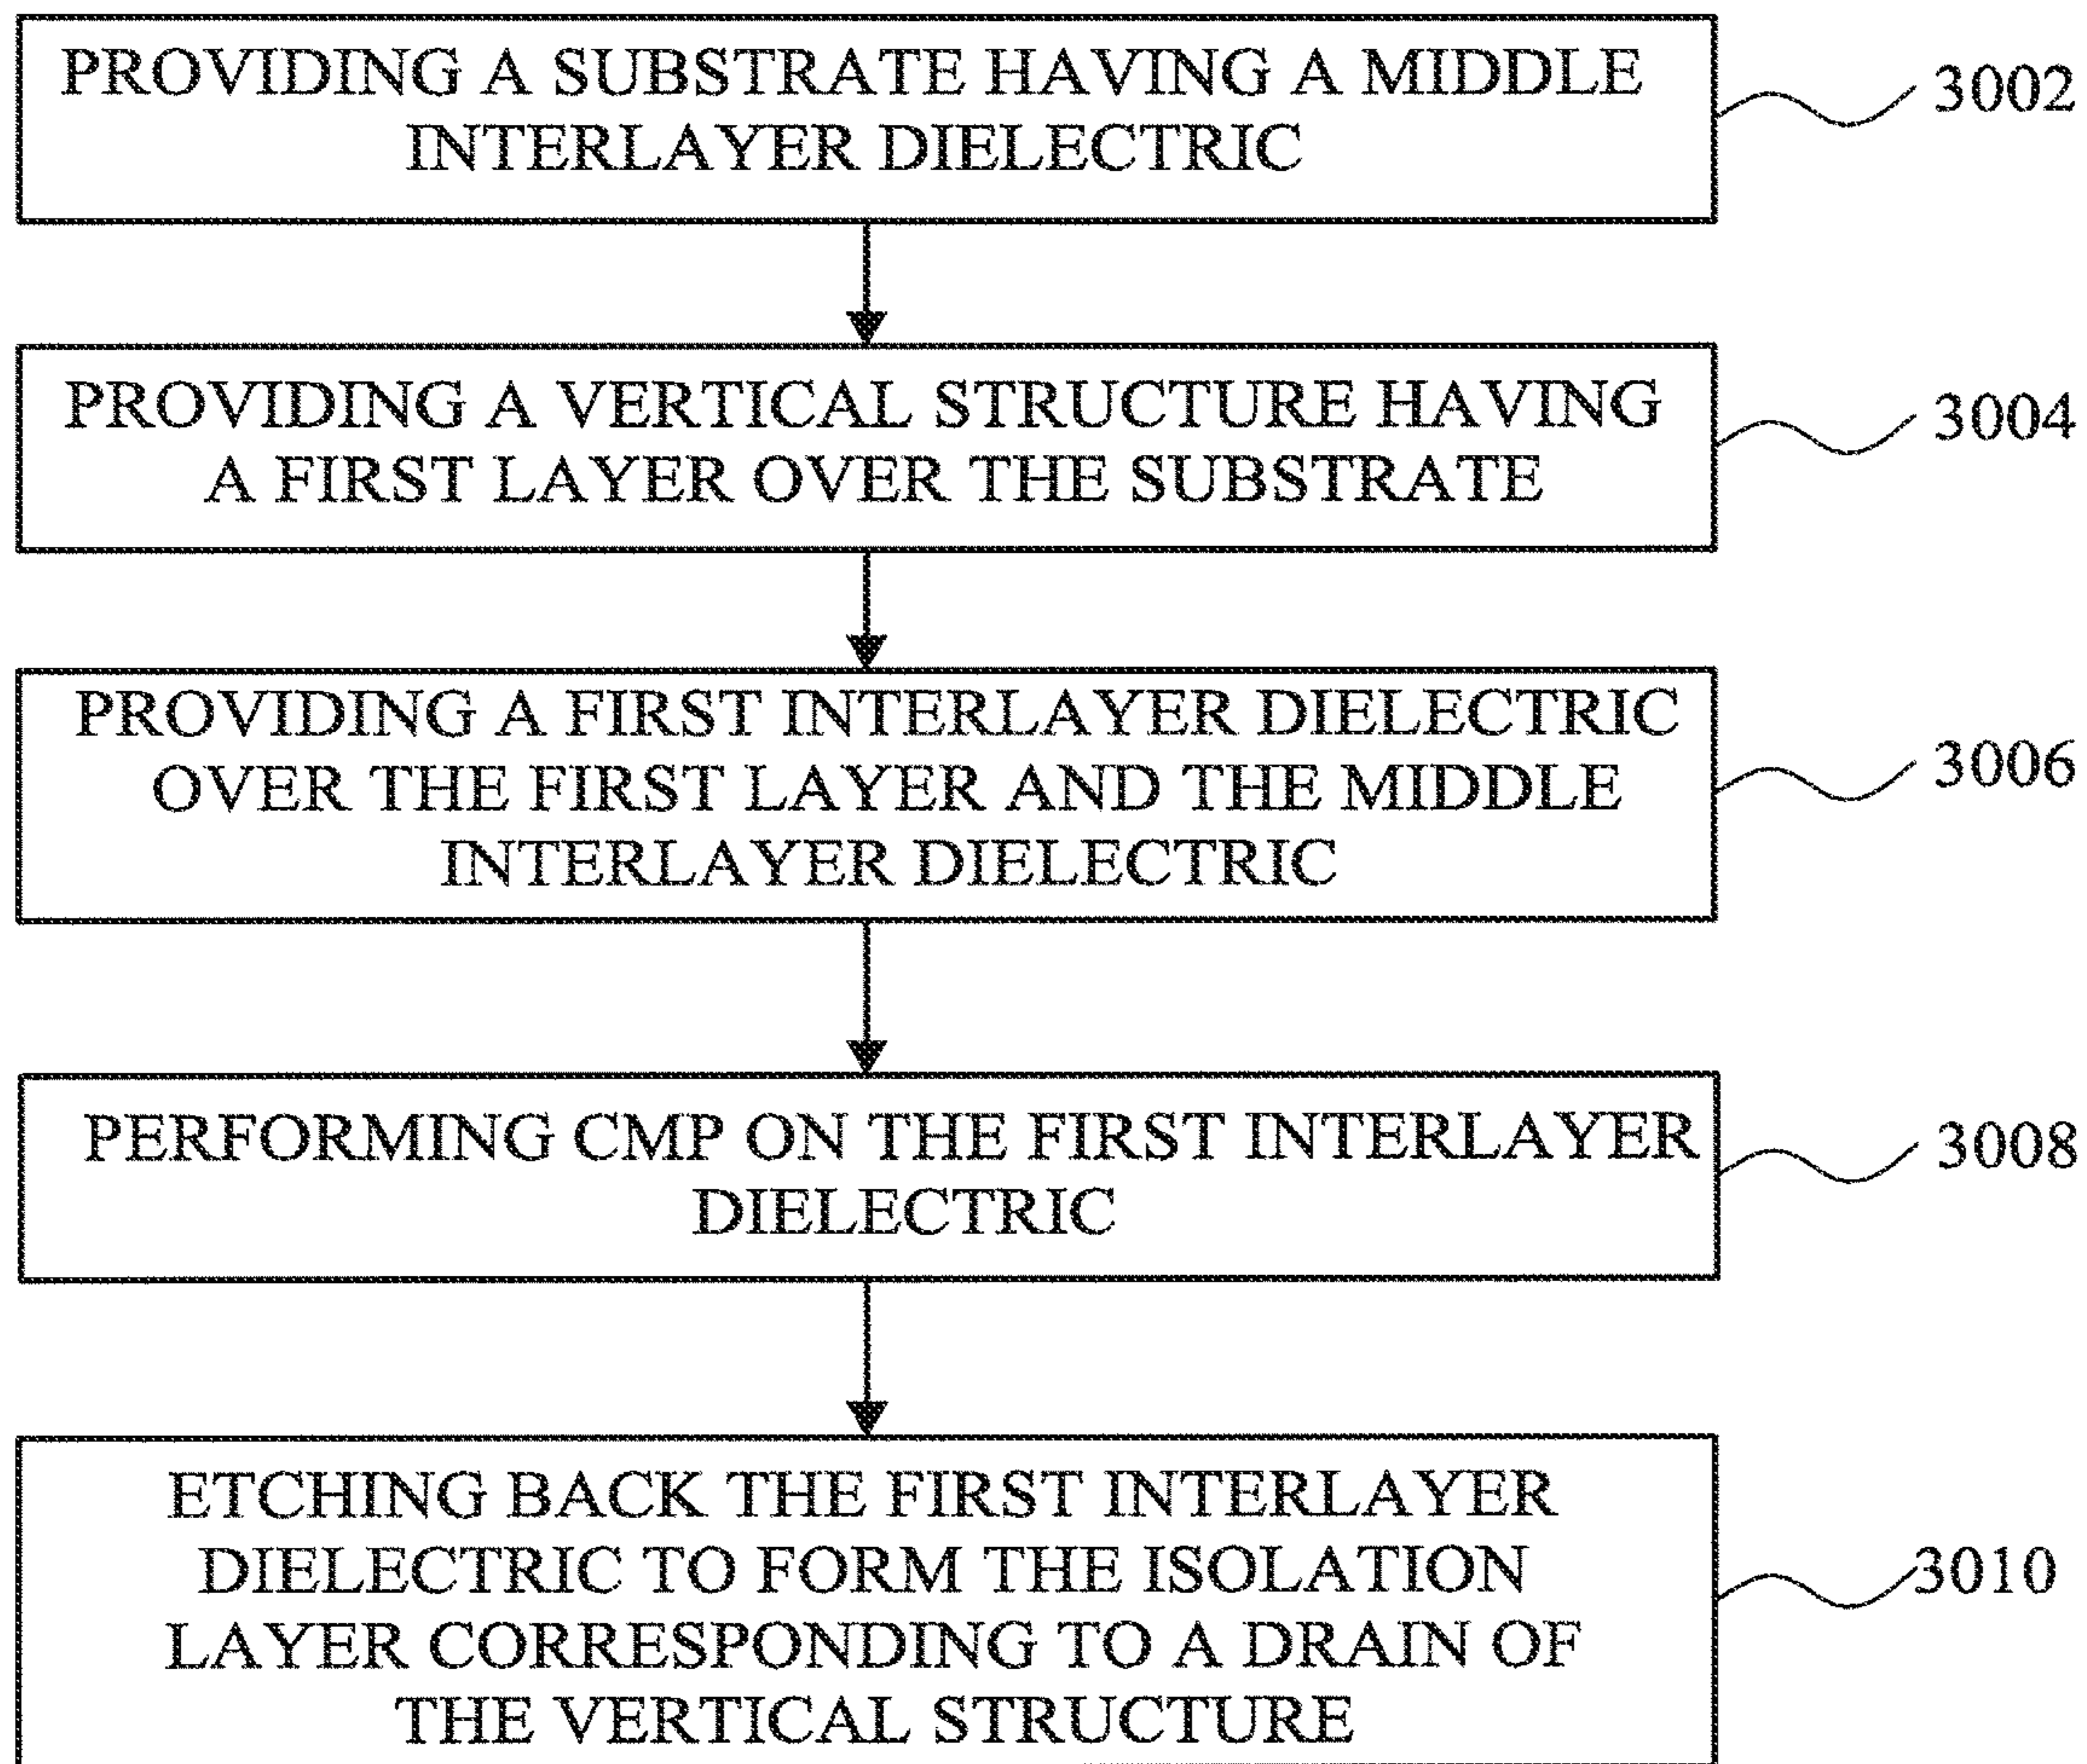 PROVIDING A SUBSTRATE HAVING A MIDDLE
INTERLAYER DIELECTRIC
3002
PROVIDING A VERTICAL STRUCTURE HAVING
A FIRST LAYER OVER THE SUBSTRATE
3004
PROVIDING A FIRST INTERLAYER DIELECTRIC
OVER THE FIRST LAYER AND THE MIDDLE
INTERLAYER DIELECTRIC
3006
PERFORMING CMP ON THE FIRST INTERLAYER
DIELECTRIC
3008
ETCHING BACK THE FIRST INTERLAYER
DIELECTRIC TO FORM THE ISOLATION
LAYER CORRESPONDING TO A DRAIN OF
THE VERTICAL STRUCTURE
3010